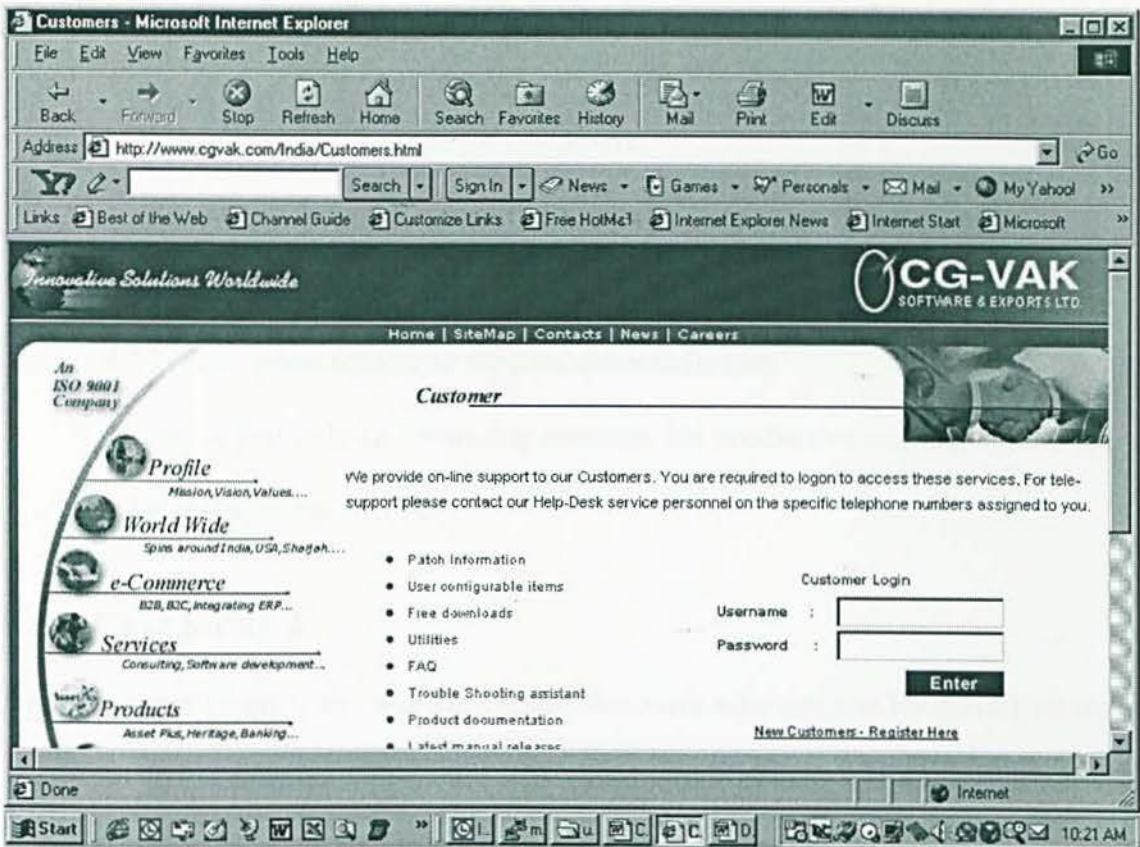 Customers - Microsoft Internet Explorer
File Edit View Favorites Tools Help
Back Forward Stop Refresh Home Search Favorites History Mail Print Edit Discuss
Address http://www.cgvak.com/India/Customers.html Go
Y? Search Sign In News Games Personals Mail My Yahoo! »
Links Best of the Web Channel Guide Customize Links Free HotMail Internet Explorer News Internet Start Microsoft »
Innovative Solutions Worldwide
CG-VAK
SOFTWARE & EXPORTS LTD.
Home | SiteMap | Contacts | News | Careers
An
ISO 9001
Company
Customer
Profile
Mission, Vision, Values....
World Wide
Spins around India, USA, Sharjah....
e-Commerce
B2B, B2C, Integrating ERP...
Services
Consulting, Software development...
Products
Asset Plus, Heritage, Banking...
We provide on-line support to our Customers. You are required to logon to access these services. For tele-
support please contact our Help-Desk service personnel on the specific telephone numbers assigned to you.
• Patch Information
• User configurable items
• Free downloads
• Utilities
• FAQ
• Trouble Shooting assistant
• Product documentation
• Latest manual releases
Customer Login
Username :
Password :
Enter
New Customers - Register Here
Done Internet
Start » I... m. u. C. C. D. 10:21 AM